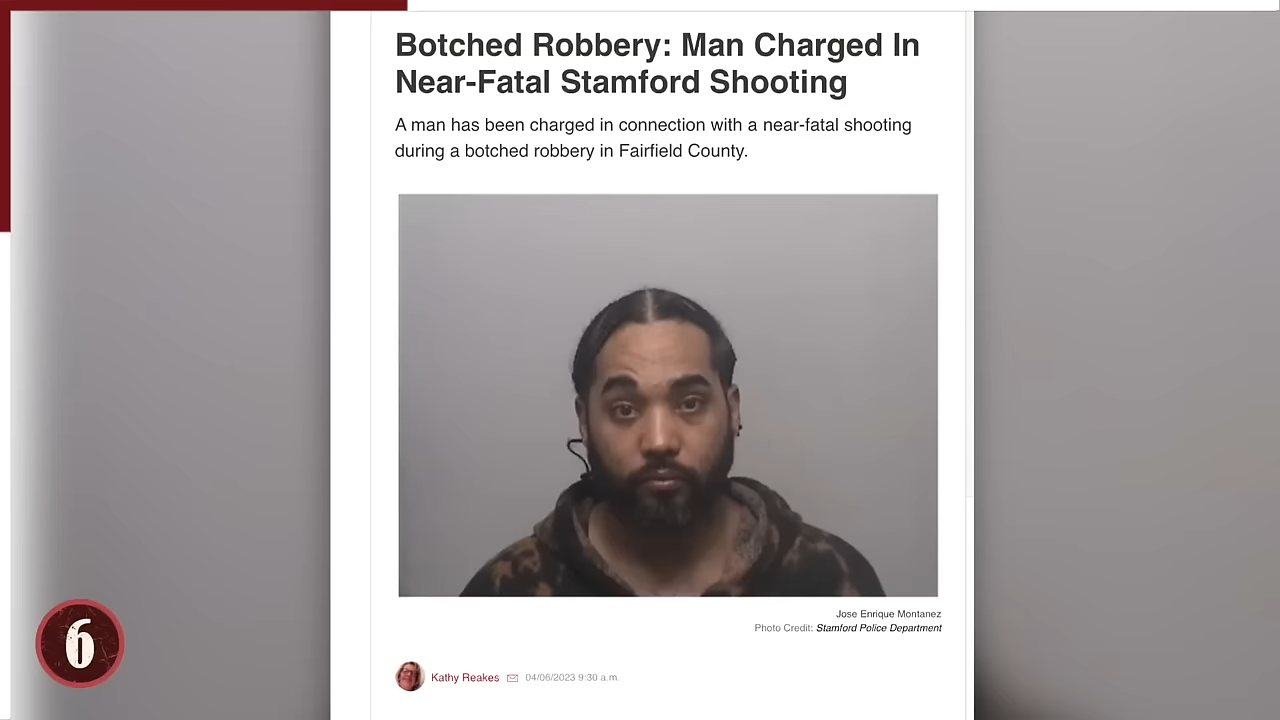 Botched Robbery: Man Charged In
Near-Fatal Stamford Shooting
A man has been charged in connection with a near-fatal shooting
during a botched robbery in Fairfield County.
Jose Enrique Montanez
Photo Credit: Stamford Police Department
Kathy Reakes 04/06/2023 9:30 a.m.
6